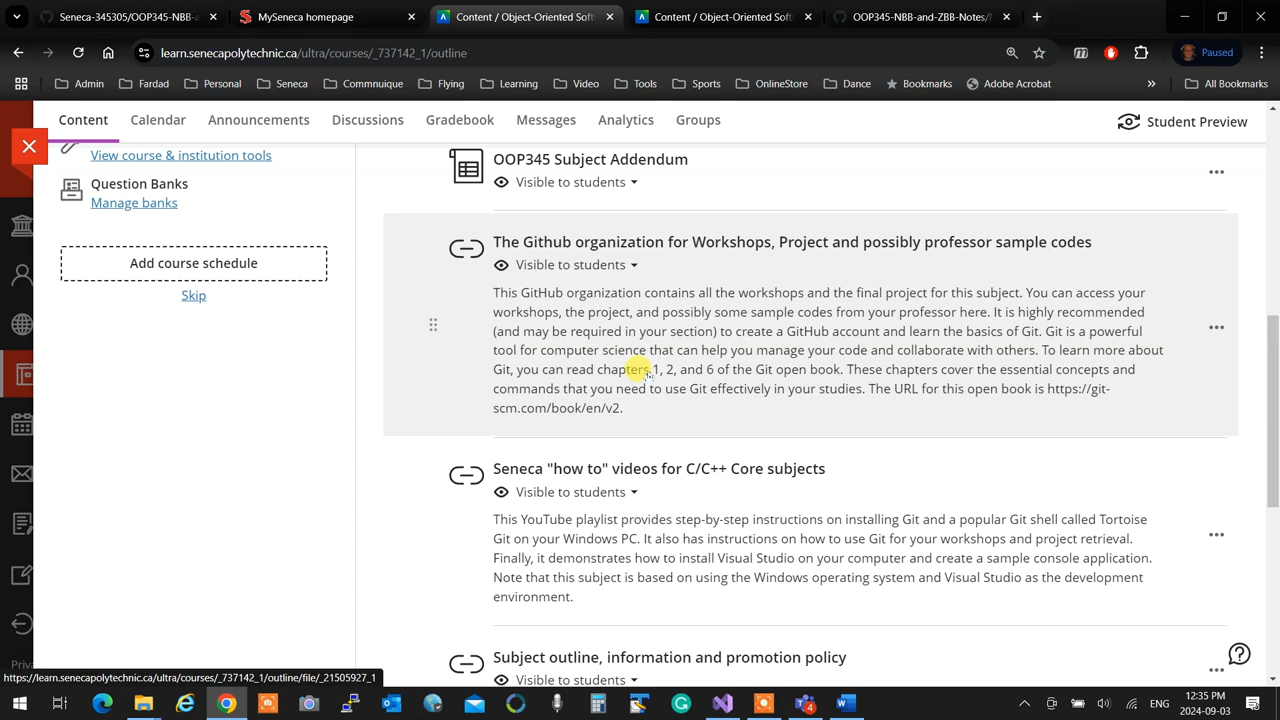 Seneca-345305/OOP345-NBB-a
MySeneca homepage
Content / Object-Oriented Softw
Content / Object-Oriented Softw
OOP345-NBB-and-ZBB-Notes/
learn.senecapolytechnic.ca/ultra/courses/_737142_1/outline
Paused
Admin
Fardad
Seneca
Commnuique
Flying
Learning
Video
Tools
Sports
OnlineStore
Dance
Bookmarks
Adobe Acrobat
»
All Bookmarks
Content
Calendar
Announcements
Discussions
Gradebook
Messages
Analytics
Groups
Student Preview
View course & institution tools
Question Banks
Manage banks
Add course schedule
Skip
OOP345 Subject Addendum
Visible to students
The Github organization for Workshops, Project and possibly professor sample codes
Visible to students
This GitHub organization contains all the workshops and the final project for this subject. You can access your
workshops, the project, and possibly some sample codes from your professor here. It is highly recommended
(and may be required in your section) to create a GitHub account and learn the basics of Git. Git is a powerful
tool for computer science that can help you manage your code and collaborate with others. To learn more about
Git, you can read chapters 1, 2, and 6 of the Git open book. These chapters cover the essential concepts and
commands that you need to use Git effectively in your studies. The URL for this open book is https://git-
scm.com/book/en/v2.
Seneca "how to" videos for C/C++ Core subjects
Visible to students
This YouTube playlist provides step-by-step instructions on installing Git and a popular Git shell called Tortoise
Git on your Windows PC. It also has instructions on how to use Git for your workshops and project retrieval.
Finally, it demonstrates how to install Visual Studio on your computer and create a sample console application.
Note that this subject is based on using the Windows operating system and Visual Studio as the development
environment.
Subject outline, information and promotion policy
Visible to students
Priv
https://learn.senecapolytechnic.ca/ultra/courses/_737142_1/outline/file/_21505927_1
ENG
12:35 PM
2024-09-03